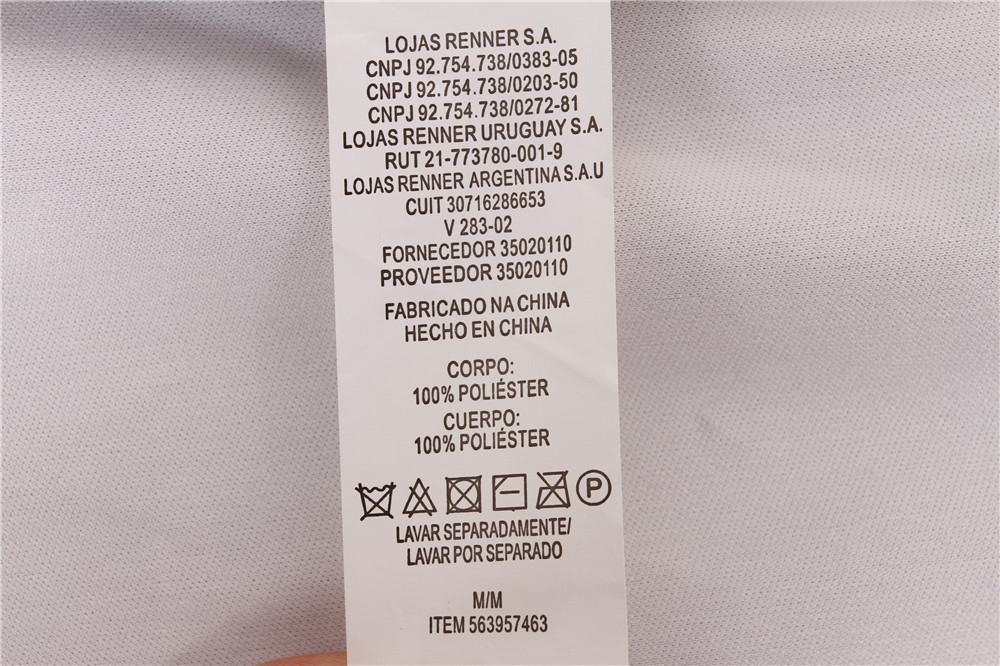 LOJAS RENNER S.A.
CNPJ 92.754.738/0383-05
CNPJ 92.754.738/0203-50
CNPJ 92.754.738/0272-81
LOJAS RENNER URUGUAY S.A.
RUT 21-773780-001-9
LOJAS RENNER ARGENTINA S.A.U
CUIT 30716286653
V 283-02
FORNECEDOR 35020110
PROVEEDOR 35020110
FABRICADO NA CHINA
HECHO EN CHINA
CORPO:
100% POLIÉSTER
CUERPO:
100% POLIÉSTER
P
LAVAR SEPARADAMENTE/
LAVAR POR SEPARADO
M/M
ITEM 563957463